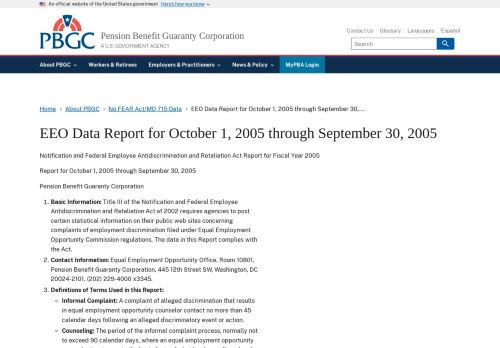 An official website of the United States government Here's how you know
PBGC
Pension Benefit Guaranty Corporation
A U.S. GOVERNMENT AGENCY
Contact Us Glossary Languages Español
Search
About PBGC Workers & Retirees Employers & Practitioners News & Policy MyPBA Login
Home › About PBGC › No FEAR Act/MD 715 Data › EEO Data Report for October 1, 2005 through September 30,...
EEO Data Report for October 1, 2005 through September 30, 2005
Notification and Federal Employee Antidiscrimination and Retaliation Act Report for Fiscal Year 2005
Report for October 1, 2005 through September 30, 2005
Pension Benefit Guaranty Corporation
1. Basic Information: Title III of the Notification and Federal Employee
Antidiscrimination and Retaliation Act of 2002 requires agencies to post
certain statistical information on their public web sites concerning
complaints of employment discrimination filed under Equal Employment
Opportunity Commission regulations. The data in this Report complies with
the Act.
2. Contact Information: Equal Employment Opportunity Office, Room 10801,
Pension Benefit Guaranty Corporation, 445 12th Street SW, Washington, DC
20024-2101, (202) 229-4000 x3345.
3. Definitions of Terms Used in this Report:
Informal Complaint: A complaint of alleged discrimination that results
in equal employment opportunity counselor contact no more than 45
calendar days following an alleged discriminatory event or action.
Counseling: The period of the informal complaint process, normally not
to exceed 90 calendar days, where an equal employment opportunity